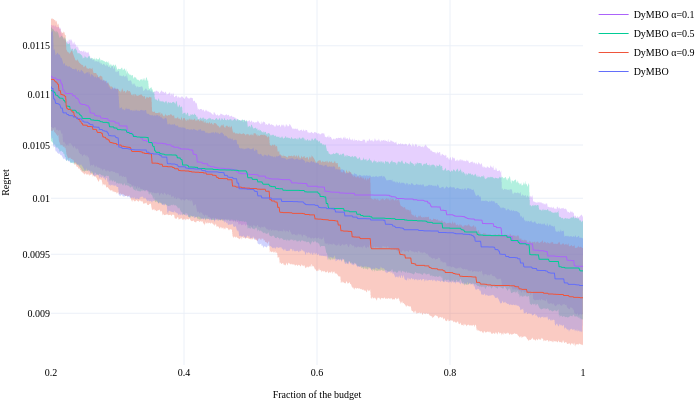 DyMBO α=0.1
DyMBO α=0.5
DyMBO α=0.9
DyMBO
0.0115
0.011
0.0105
0.01
0.0095
0.009
Regret
0.2 0.4 0.6 0.8 1
Fraction of the budget